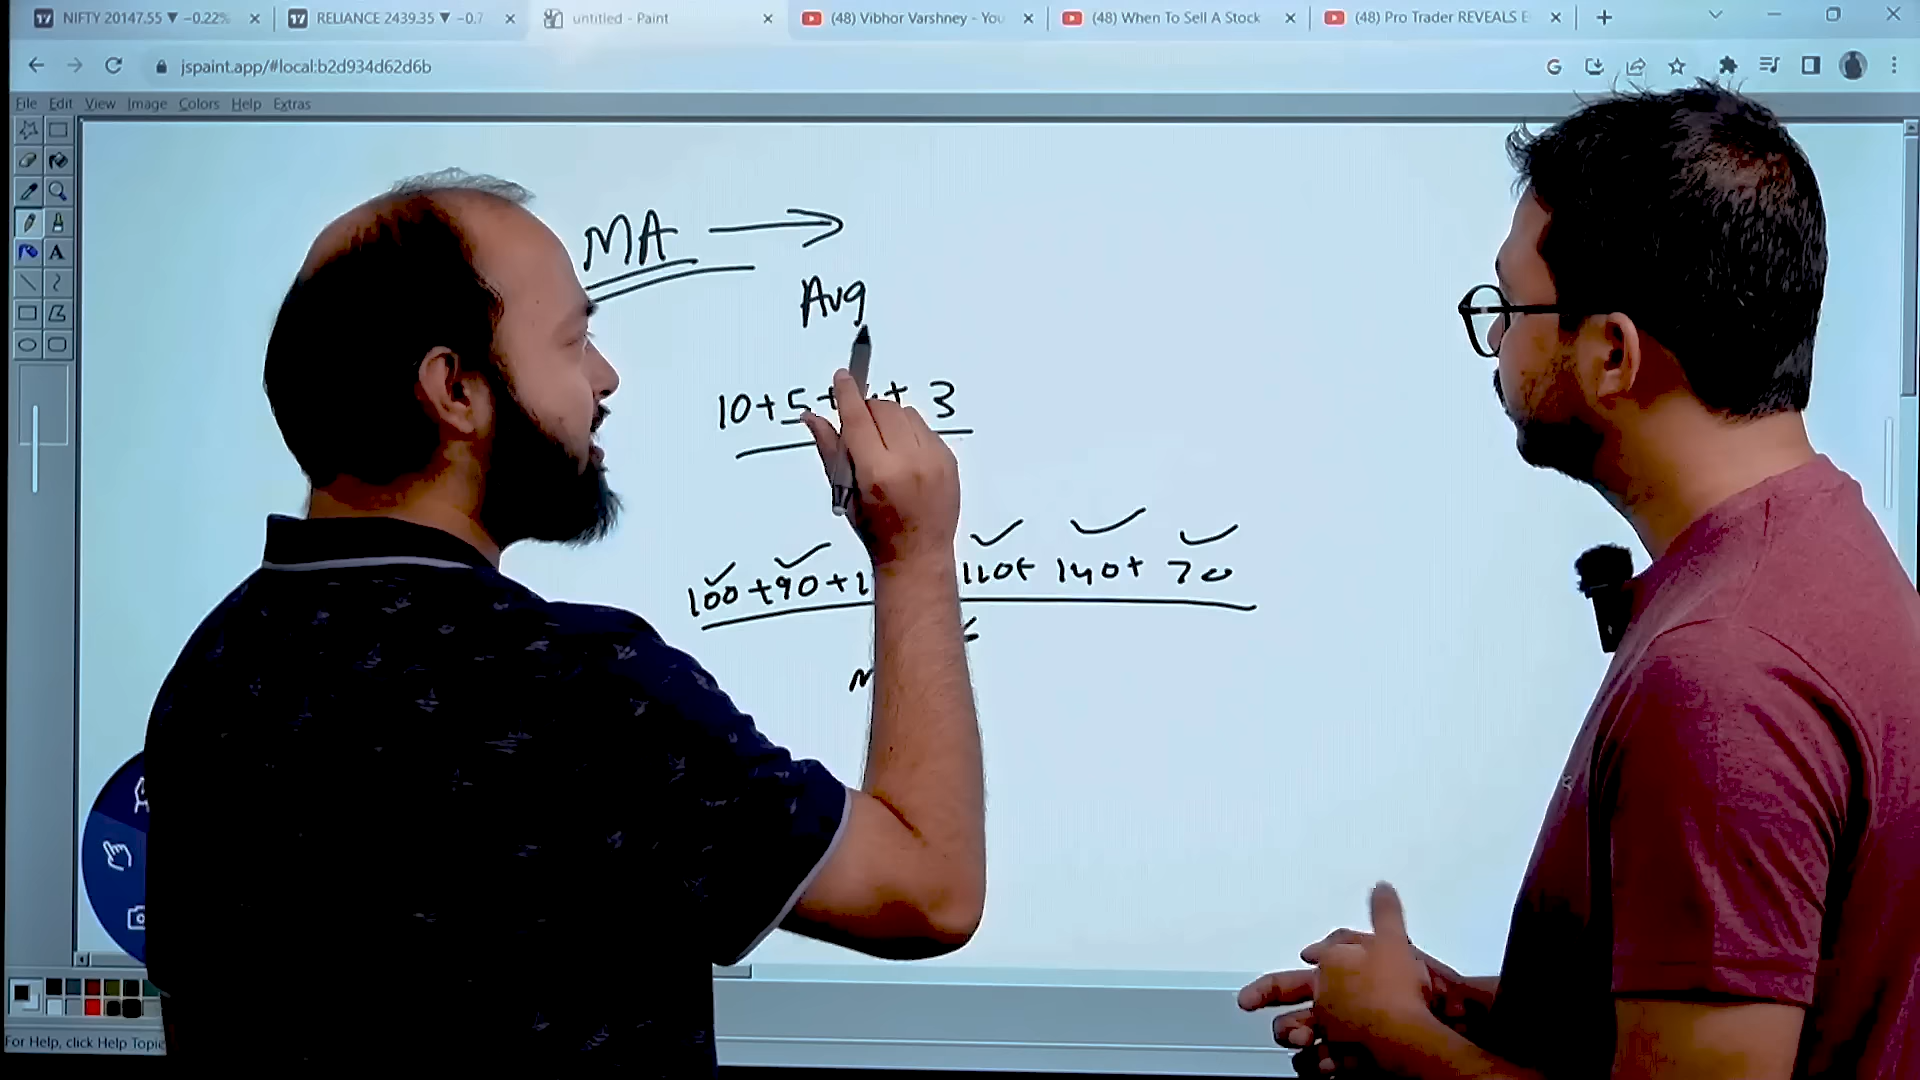 NIFTY 20147.55 ▼ −0.22%
RELIANCE 2439.35 ▼ −0.7
untitled - Paint
(48) Vibhor Varshney - You
(48) When To Sell A Stock
(48) Pro Trader REVEALS E
jspaint.app/#local:b2d934d62d6b
File Edit View Image Colors Help Extras
MA
Avg
10+5+ + 3
100+90+1 110+ 140+ 70
For Help, click Help Topic